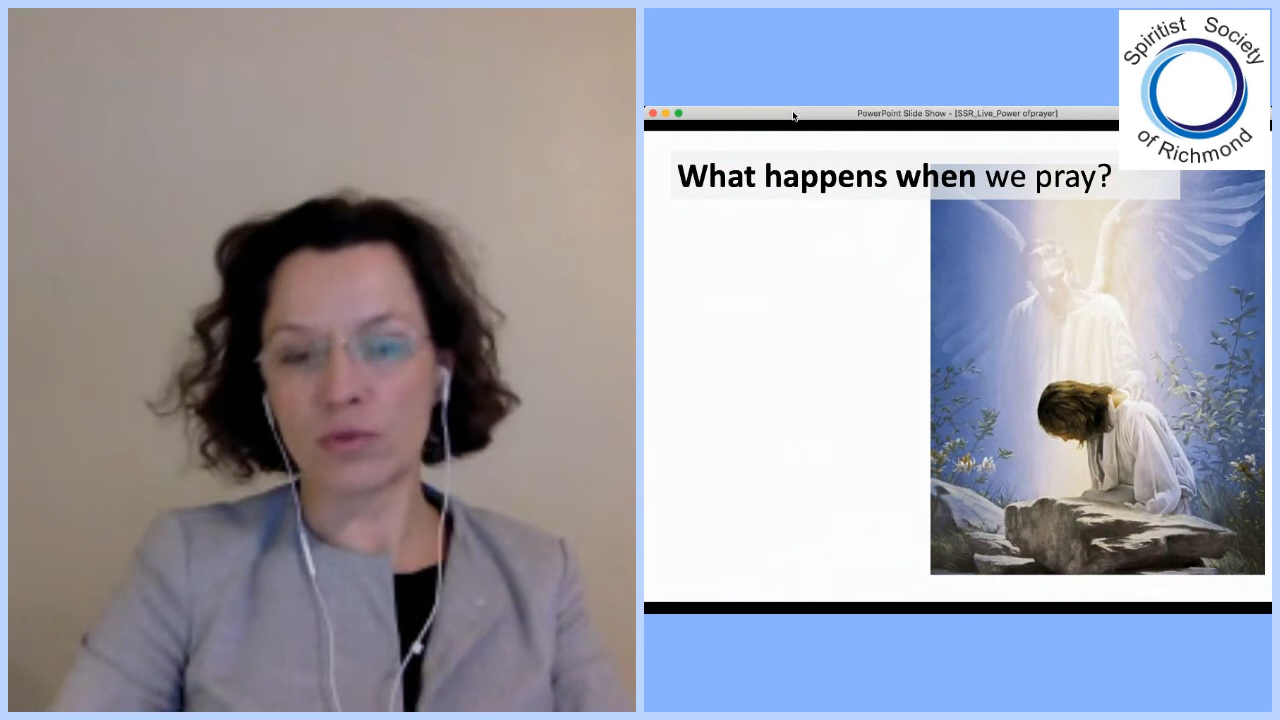 Spiritist Society
of Richmond
PowerPoint Slide Show - [SSR_Live_Power ofprayer]
What happens when we pray?